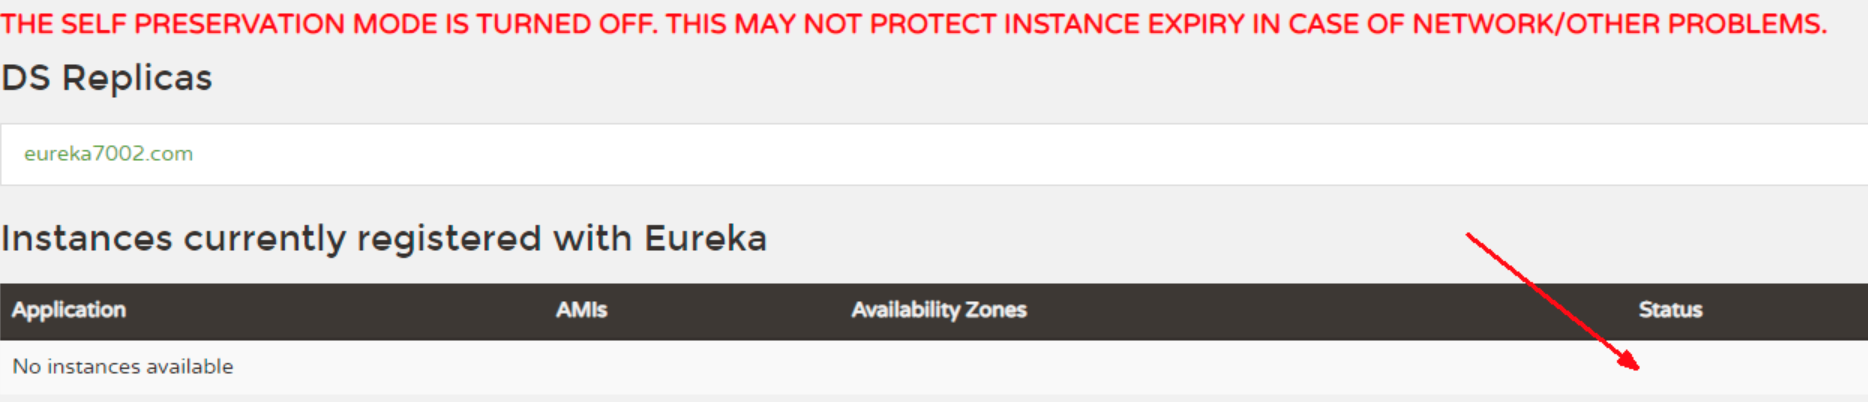 THE SELF PRESERVATION MODE IS TURNED OFF. THIS MAY NOT PROTECT INSTANCE EXPIRY IN CASE OF NETWORK/OTHER PROBLEMS.
DS Replicas
eureka7002.com
Instances currently registered with Eureka
Application AMIs Availability Zones Status
No instances available